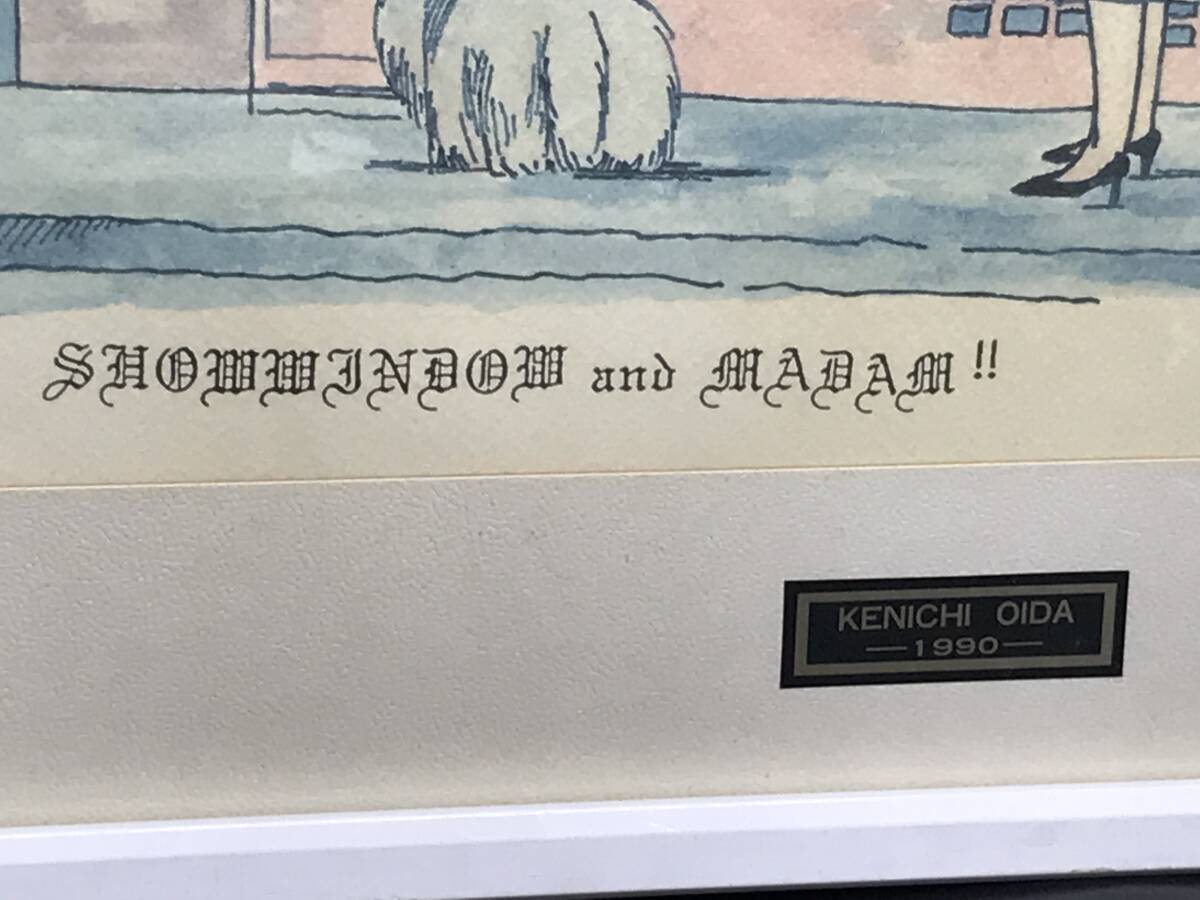 SHOWWINDOW and MADAM!!
KENICHI OIDA
—1990—